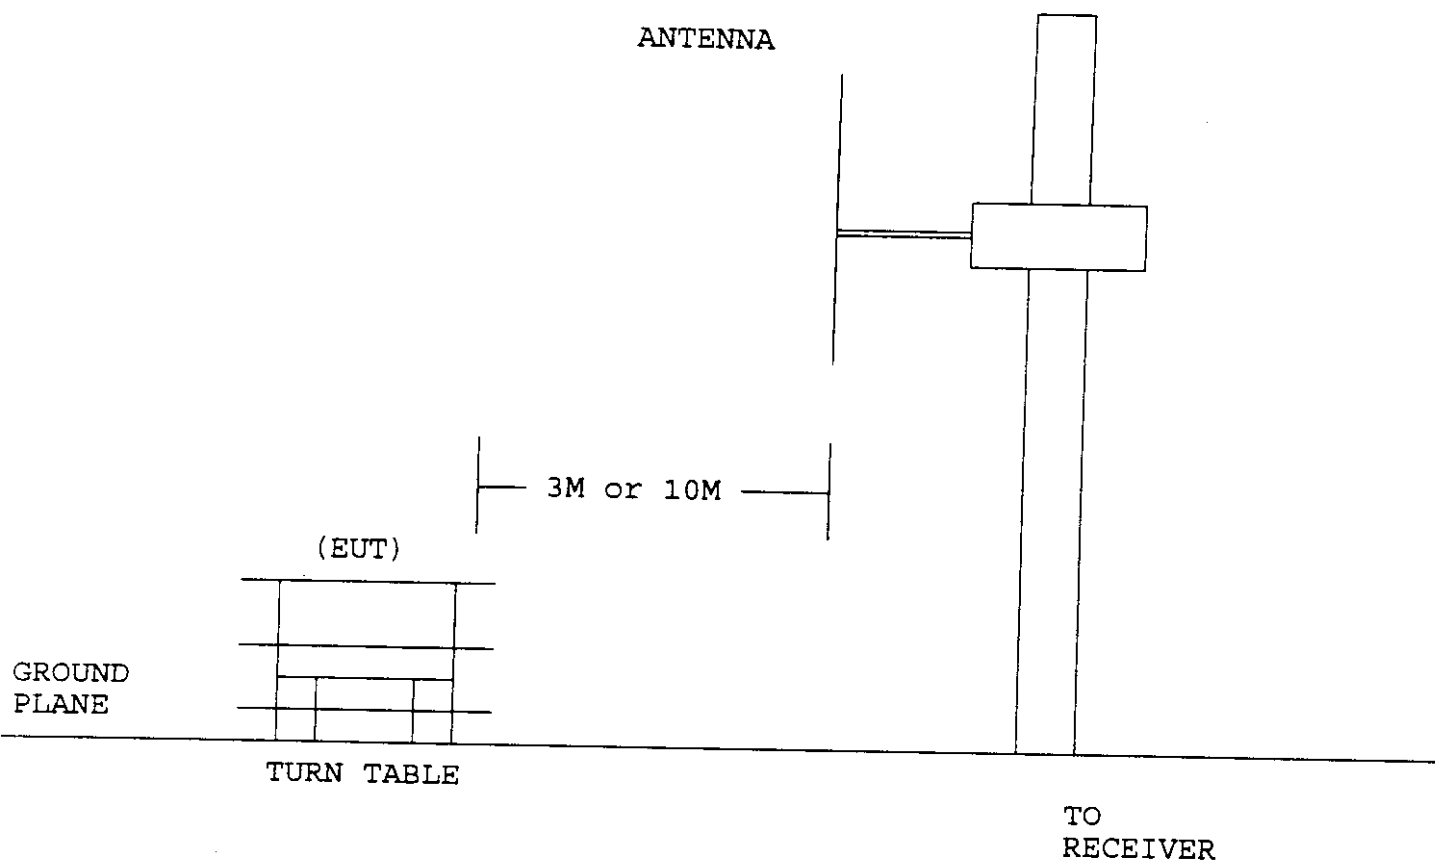 ANTENNA
3M or 10M
(EUT)
GROUND
PLANE
TURN TABLE
TO
RECEIVER